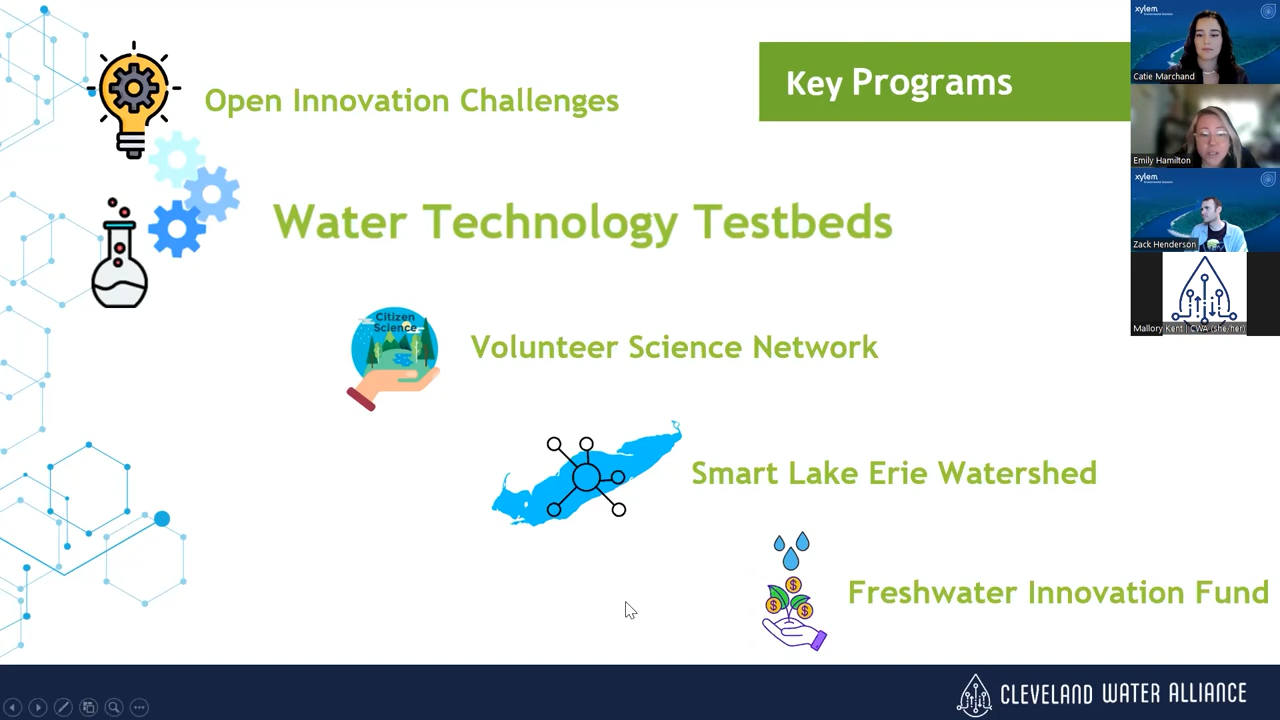 Open Innovation Challenges
Key Programs
Water Technology Testbeds
Citizen
Science
Volunteer Science Network
Smart Lake Erie Watershed
Freshwater Innovation Fund
CLEVELAND WATER ALLIANCE
xylem
Catie Marchand
Emily Hamilton
xylem
Zack Henderson
Mallory Kent | CWA (she/her)